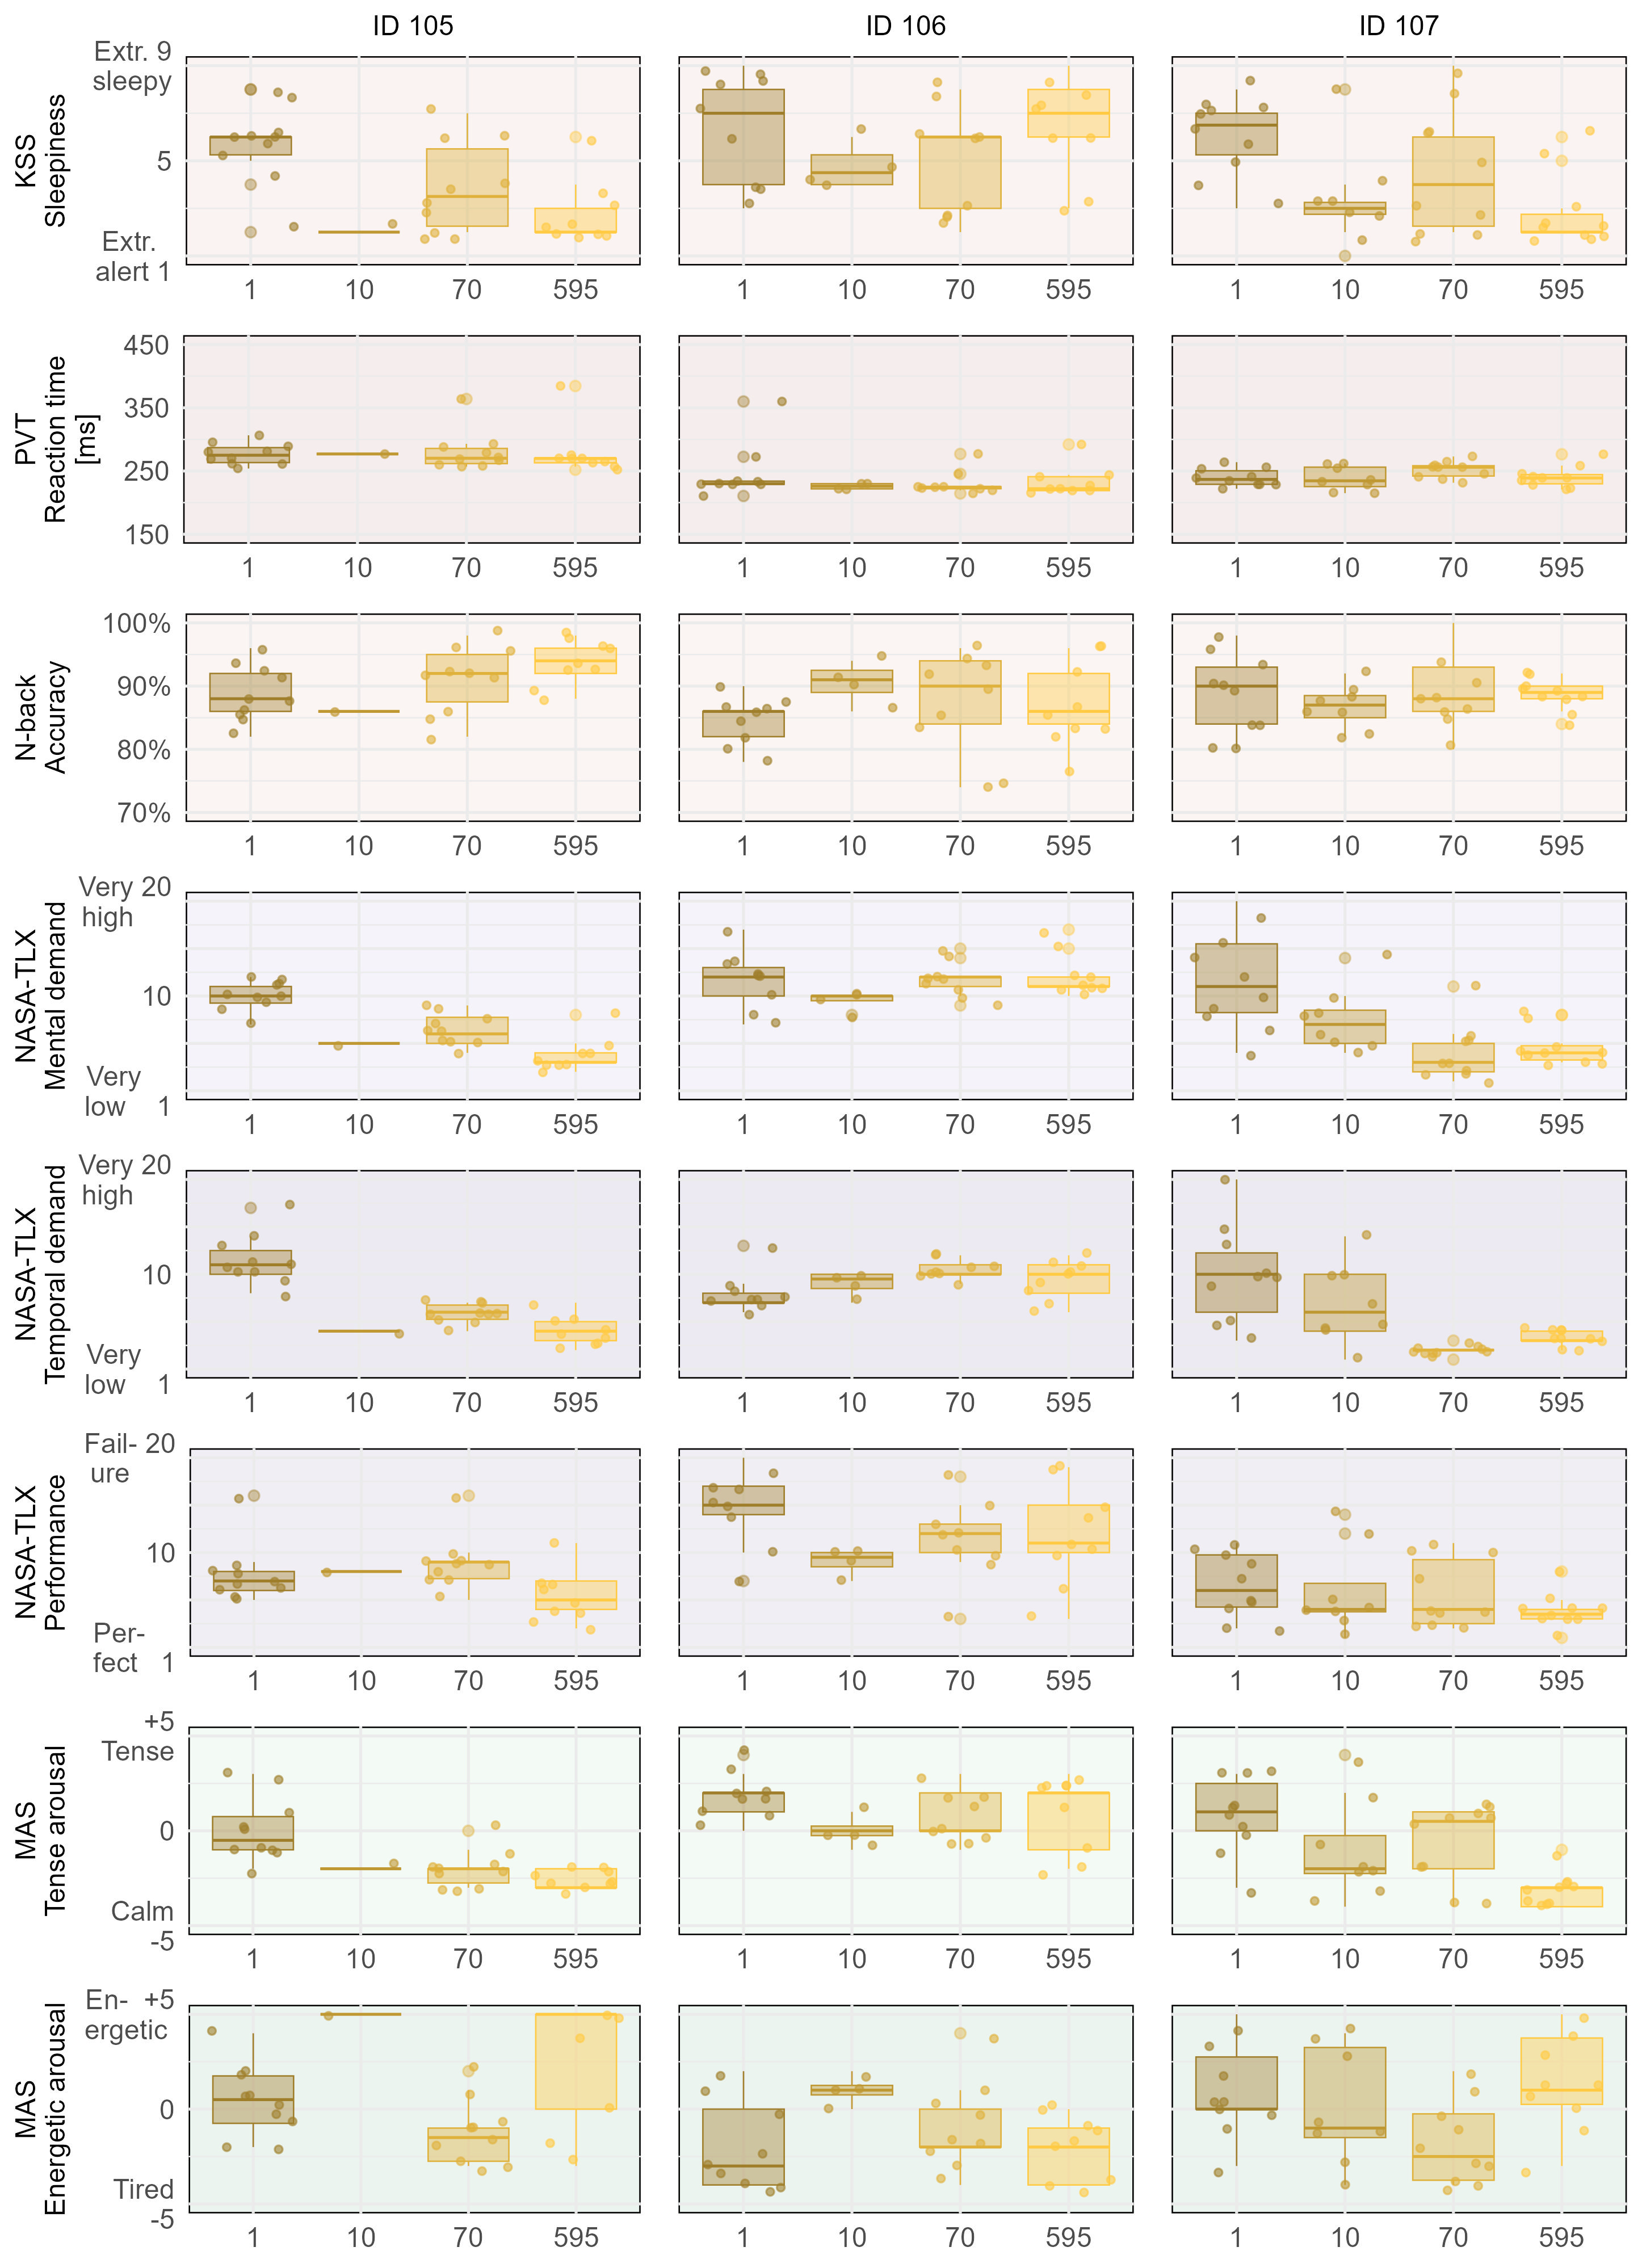 ID 105 ID 106 ID 107
KSS
Sleepiness
Extr. 9
sleepy
5
Extr.
alert 1
1 10 70 595 1 10 70 595 1 10 70 595
PVT
Reaction time
[ms]
450
350
250
150
1 10 70 595 1 10 70 595 1 10 70 595
N-back
Accuracy
100%
90%
80%
70%
1 10 70 595 1 10 70 595 1 10 70 595
NASA-TLX
Mental demand
Very 20
high
10
Very
low 1
1 10 70 595 1 10 70 595 1 10 70 595
NASA-TLX
Temporal demand
Very 20
high
10
Very
low 1
1 10 70 595 1 10 70 595 1 10 70 595
NASA-TLX
Performance
Fail- 20
ure
10
Per-
fect 1
1 10 70 595 1 10 70 595 1 10 70 595
MAS
Tense arousal
+5
Tense
0
Calm
-5
1 10 70 595 1 10 70 595 1 10 70 595
MAS
Energetic arousal
En- +5
ergetic
0
Tired
-5
1 10 70 595 1 10 70 595 1 10 70 595